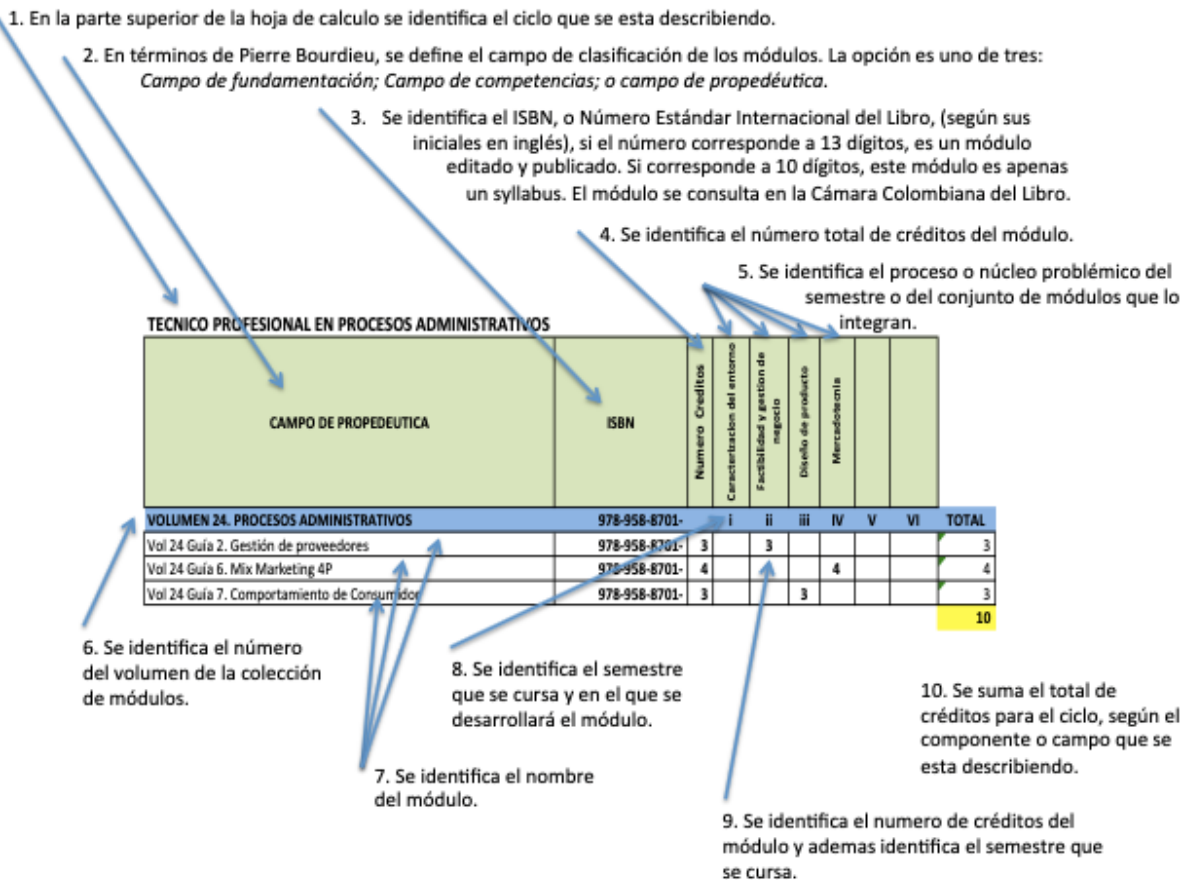 1. En la parte superior de la hoja de calculo se identifica el ciclo que se esta describiendo.
2. En términos de Pierre Bourdieu, se define el campo de clasificación de los módulos. La opción es uno de tres:
Campo de fundamentación; Campo de competencias; o campo de propedéutica.
3. Se identifica el ISBN, o Número Estándar Internacional del Libro, (según sus
iniciales en inglés), si el número corresponde a 13 dígitos, es un módulo
editado y publicado. Si corresponde a 10 dígitos, este módulo es apenas
un syllabus. El módulo se consulta en la Cámara Colombiana del Libro.
4. Se identifica el número total de créditos del módulo.
5. Se identifica el proceso o núcleo problémico del
semestre o del conjunto de módulos que lo
integran.
TECNICO PROFESIONAL EN PROCESOS ADMINISTRATIVOS
CAMPO DE PROPEDEUTICA
ISBN
Numero Creditos
Caracterizacion del entorno
Factibilidad y gestion de
negocio
Diseño de producto
Mercadotecnia
VOLUMEN 24. PROCESOS ADMINISTRATIVOS 978-958-8701- i ii iii IV V VI TOTAL
Vol 24 Guía 2. Gestión de proveedores 978-958-8701- 3 3 3
Vol 24 Guía 6. Mix Marketing 4P 978-958-8701- 4 4 4
Vol 24 Guía 7. Comportamiento de Consumidor 978-958-8701- 3 3 3
10
6. Se identifica el número
del volumen de la colección
de módulos.
7. Se identifica el nombre
del módulo.
8. Se identifica el semestre
que se cursa y en el que se
desarrollará el módulo.
9. Se identifica el numero de créditos del
módulo y ademas identifica el semestre que
se cursa.
10. Se suma el total de
créditos para el ciclo, según el
componente o campo que se
esta describiendo.